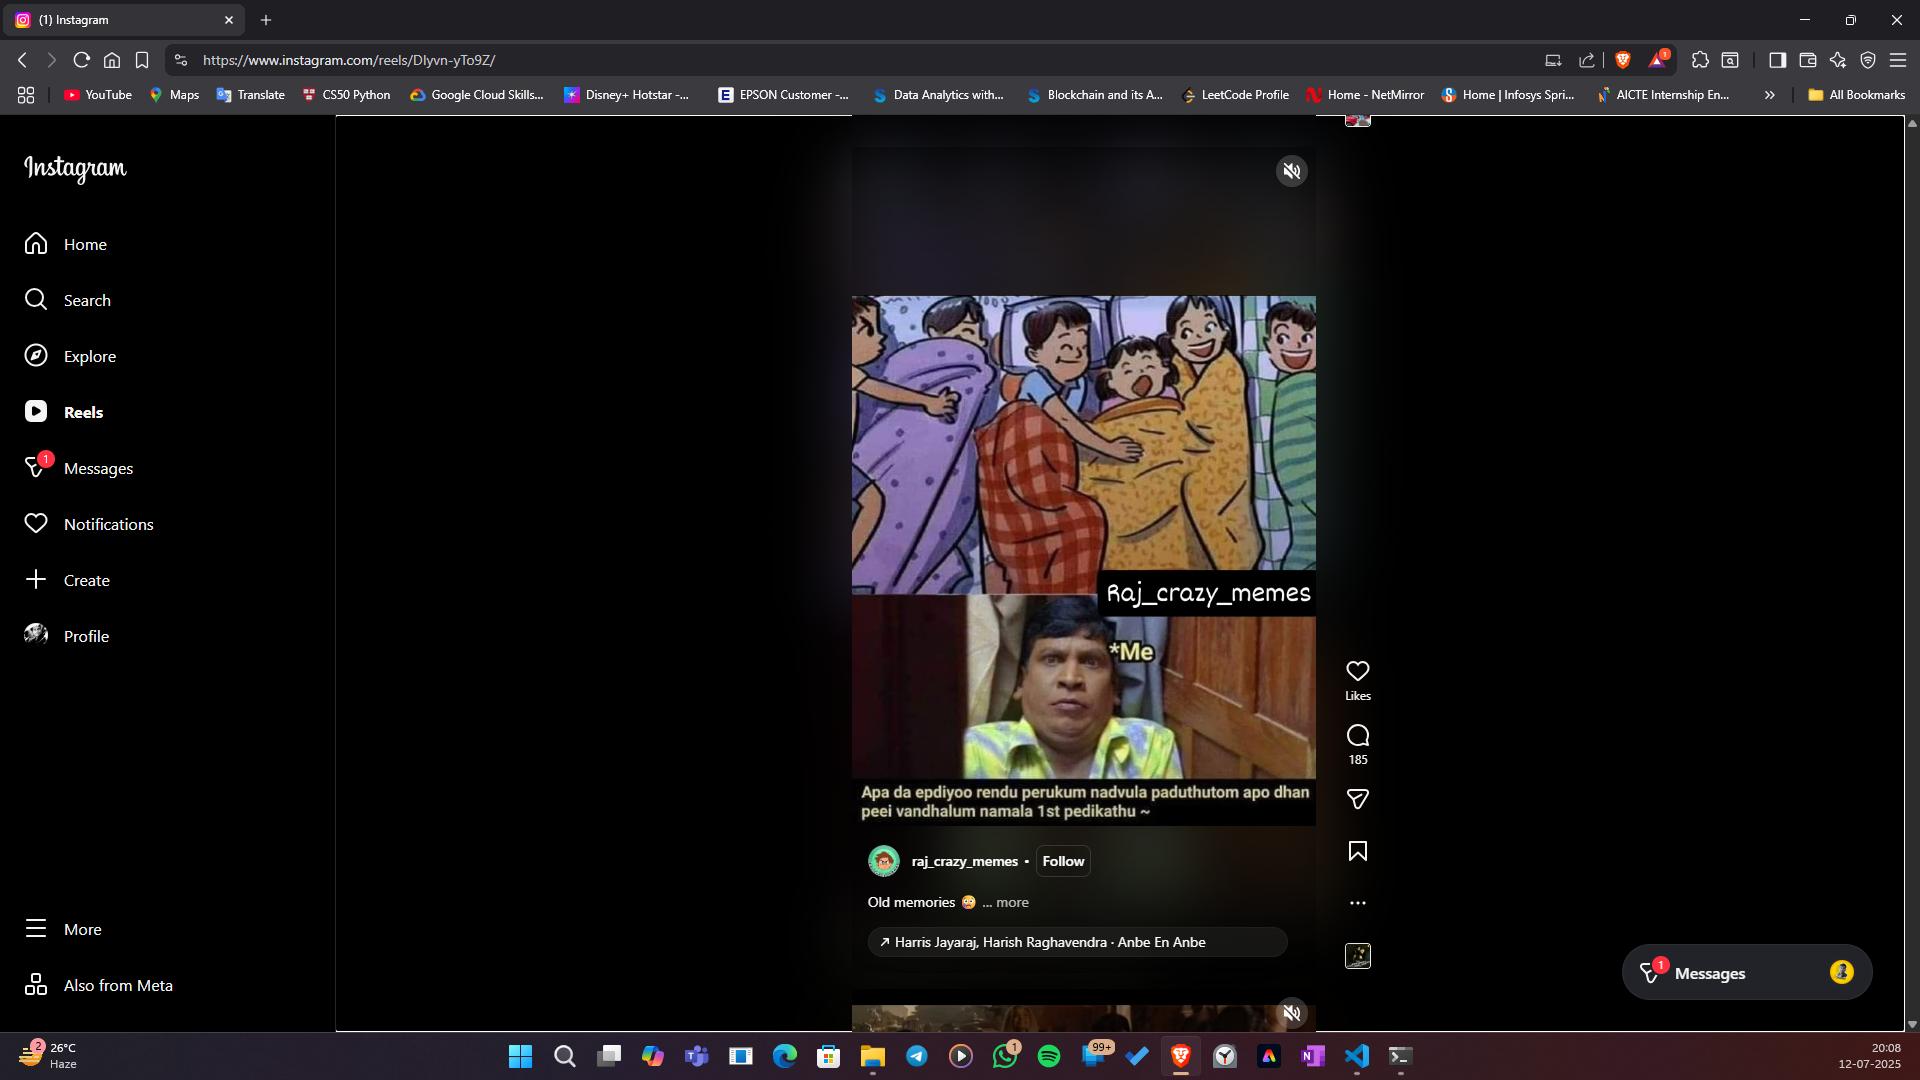 (1) Instagram
https://www.instagram.com/reels/DIyvn-yTo9Z/
1
YouTube
Maps
Translate
CS50 Python
Google Cloud Skills...
Disney+ Hotstar -...
EPSON Customer -...
Data Analytics with...
Blockchain and its A...
LeetCode Profile
Home - NetMirror
Home | Infosys Spri...
AICTE Internship En...
All Bookmarks
Instagram
Home
Search
Explore
Reels
1
Messages
Notifications
Create
Profile
More
Also from Meta
Raj_crazy_memes
*Me
Apa da epdiyoo rendu perukum nadvula paduthutom apo dhan
peei vandhalum namala 1st pedikathu ~
raj_crazy_memes • Follow
Old memories 😜 ... more
Harris Jayaraj, Harish Raghavendra · Anbe En Anbe
Likes
185
1
Messages
2
26°C
Haze
1
99+
20:08
12-07-2025